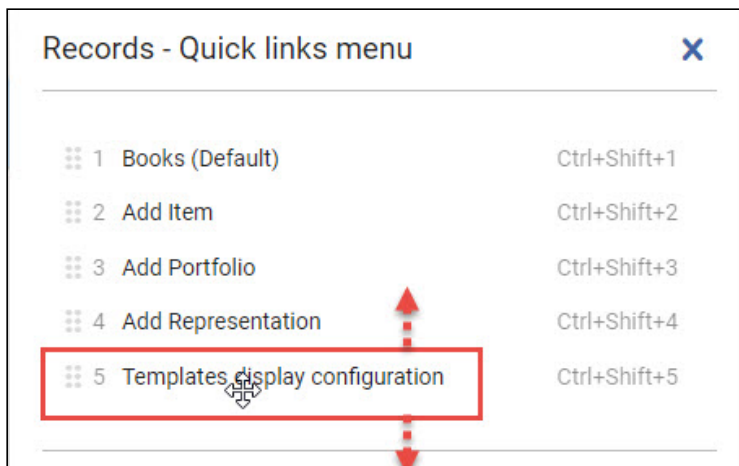 Records - Quick links menu
1 Books (Default) Ctrl+Shift+1
2 Add Item Ctrl+Shift+2
3 Add Portfolio Ctrl+Shift+3
4 Add Representation Ctrl+Shift+4
5 Templates display configuration Ctrl+Shift+5